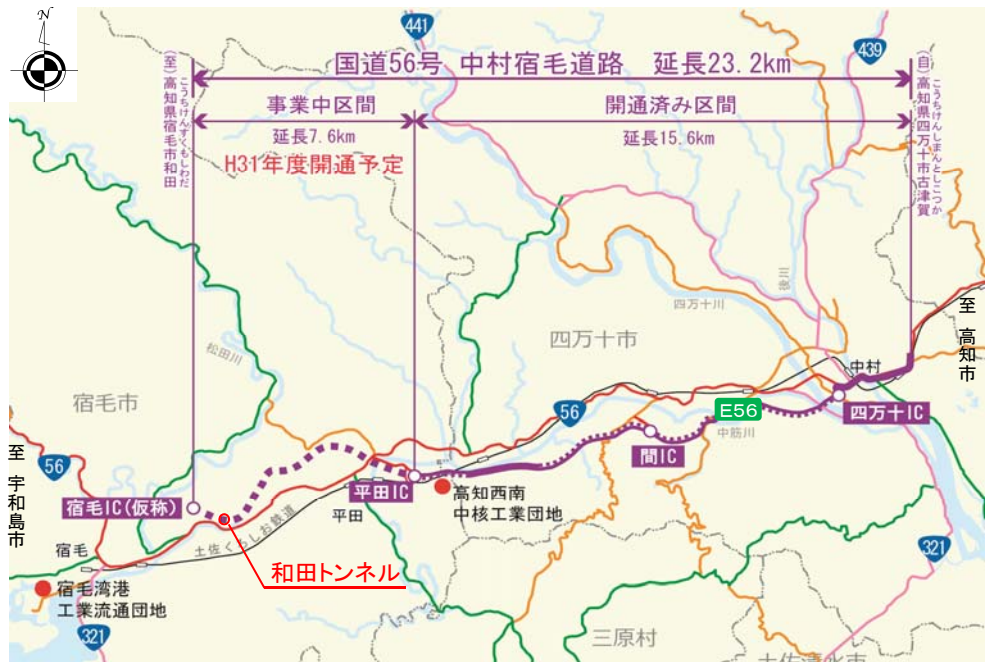 N
441
439
国道56号 中村宿毛道路 延長23.2km
事業中区間
開通済み区間
延長7.6km
延長15.6km
H31年度開通予定
(至)高知県宿毛市和田
こうちけんすくもしわだ
(自)高知県四万十市古津賀
こうちけんしまんとしこつか
後川
四万十川
松田川
四万十市
宿毛市
至 高知市
中村
56
E56
四万十IC
中筋川
間IC
至 宇和島市
56
平田IC
高知西南
中核工業団地
宿毛IC(仮称)
平田
土佐くろしお鉄道
宿毛
和田トンネル
宿毛湾港
工業流通団地
321
321
三原村
土佐清水市